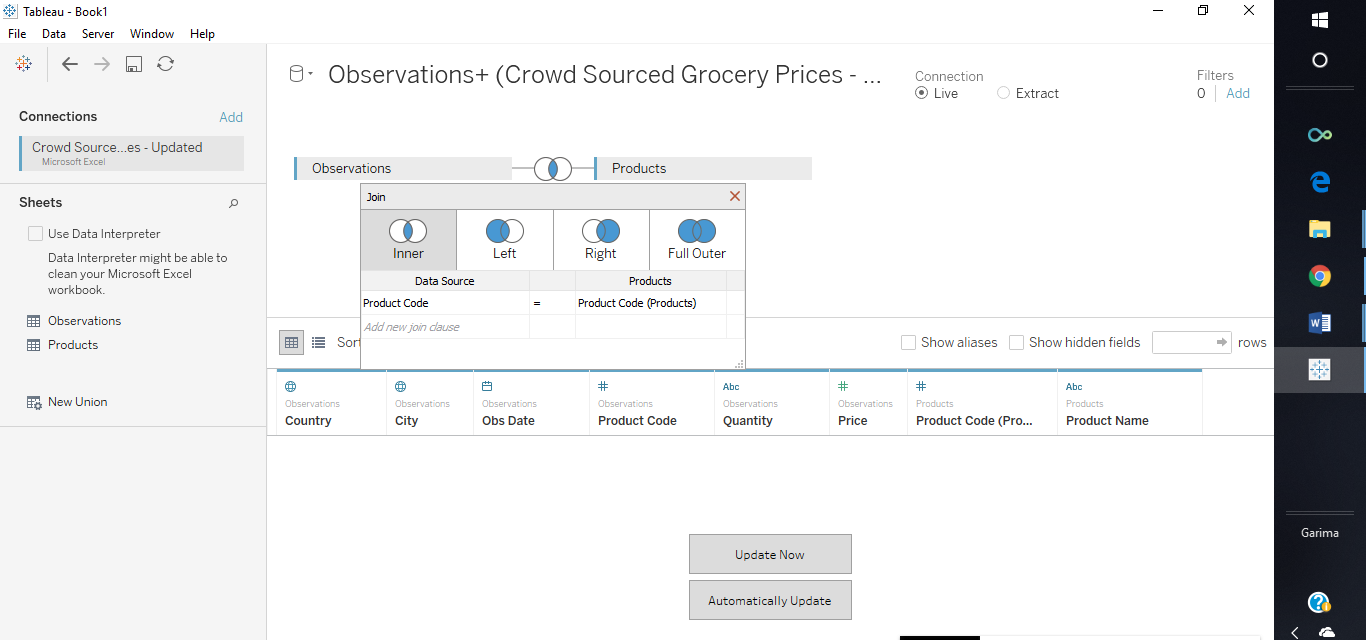 Tableau - Book1
File Data Server Window Help
Connections
Add
Crowd Source...es - Updated
Microsoft Excel
Sheets
Use Data Interpreter
Data Interpreter might be able to
clean your Microsoft Excel
workbook.
Observations
Products
New Union
Observations+ (Crowd Sourced Grocery Prices - ...
Connection
Live
Extract
Filters
0
Add
Observations
Products
Join
Inner
Left
Right
Full Outer
Data Source
Products
Product Code
=
Product Code (Products)
Add new join clause
Show aliases
Show hidden fields
rows
Abc
Abc
Observations
Observations
Observations
Observations
Observations
Observations
Products
Products
Country
City
Obs Date
Product Code
Quantity
Price
Product Code (Pro...
Product Name
Update Now
Automatically Update
Garima